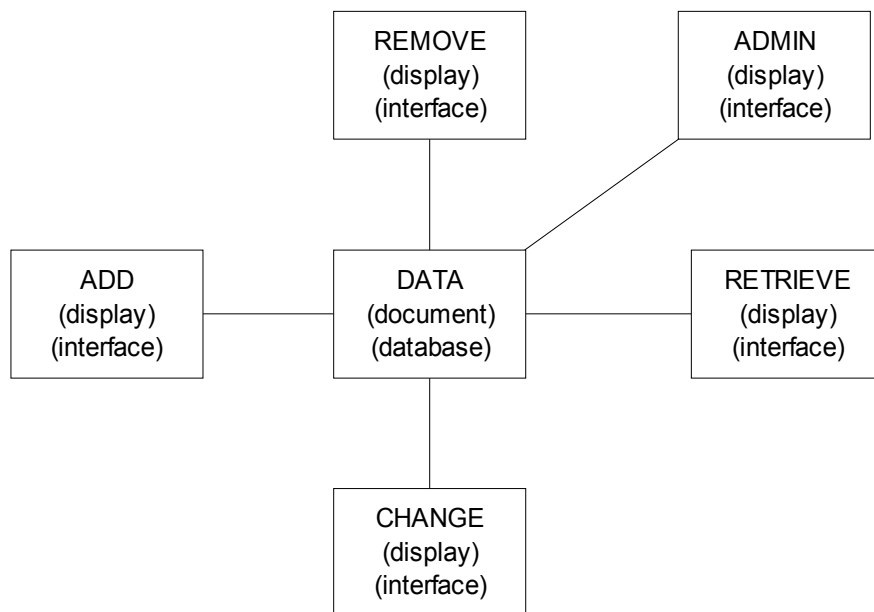 REMOVE
(display)
(interface)
ADMIN
(display)
(interface)
ADD
(display)
(interface)
DATA
(document)
(database)
RETRIEVE
(display)
(interface)
CHANGE
(display)
(interface)